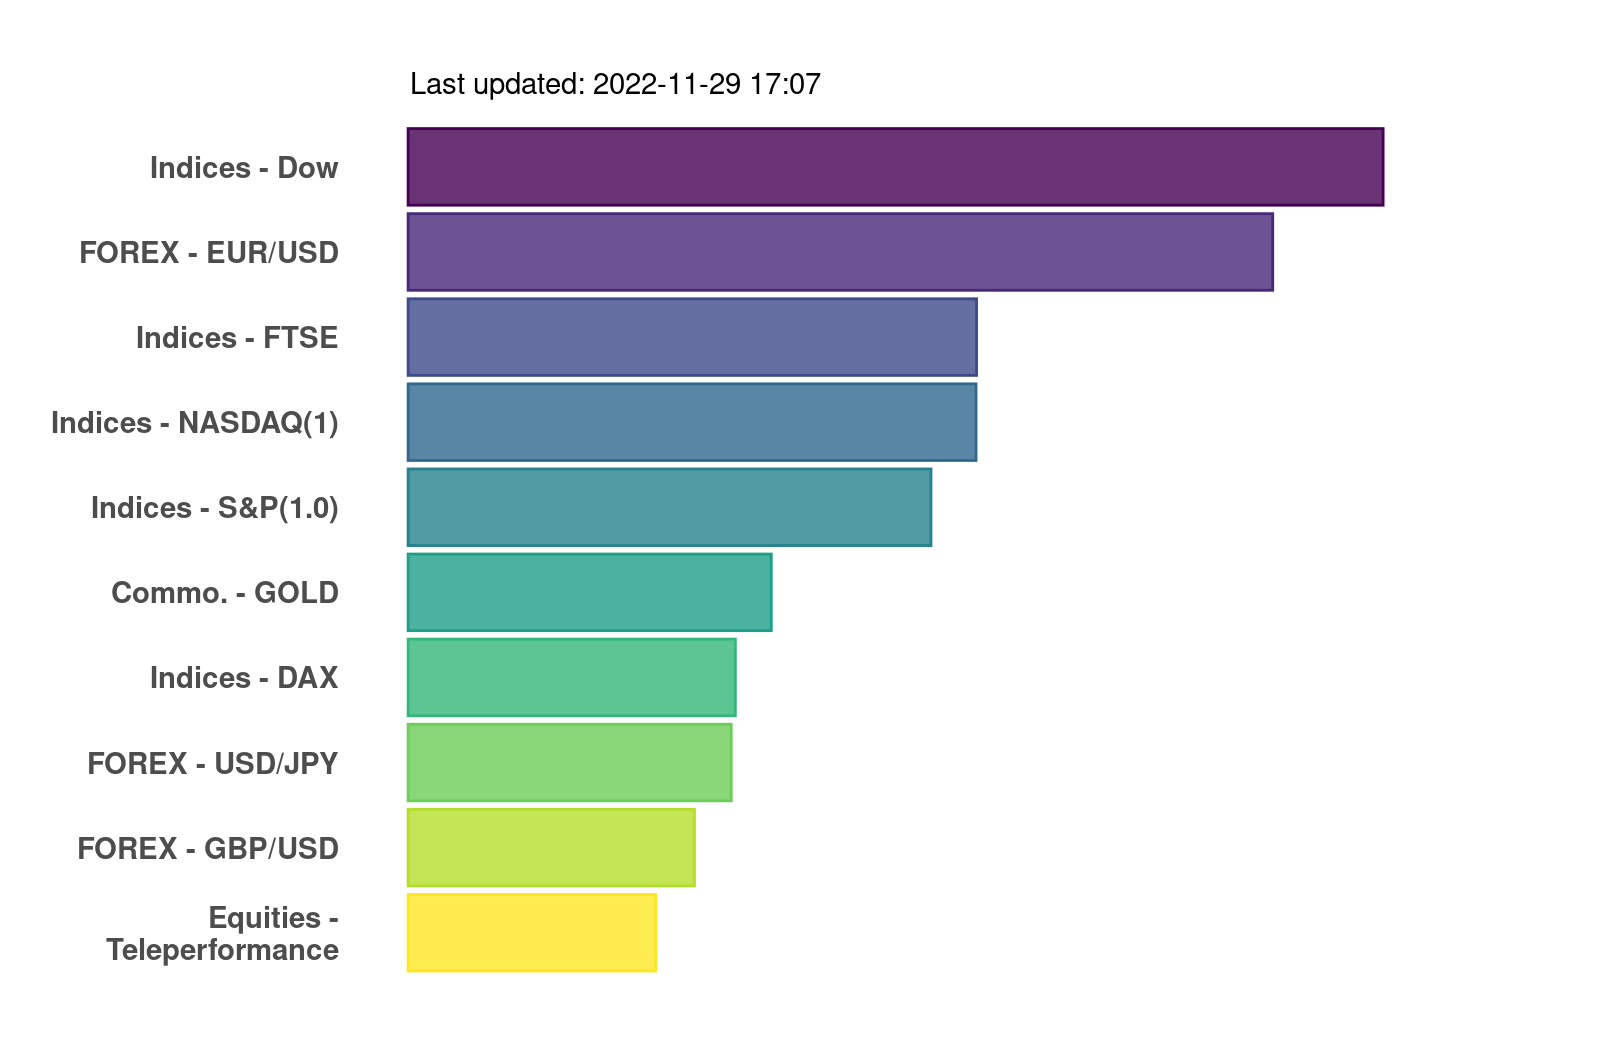 Last updated: 2022-11-29 17:07
Indices - Dow
FOREX - EUR/USD
Indices - FTSE
Indices - NASDAQ(1)
Indices - S&P(1.0)
Commo. - GOLD
Indices - DAX
FOREX - USD/JPY
FOREX - GBP/USD
Equities -
Teleperformance